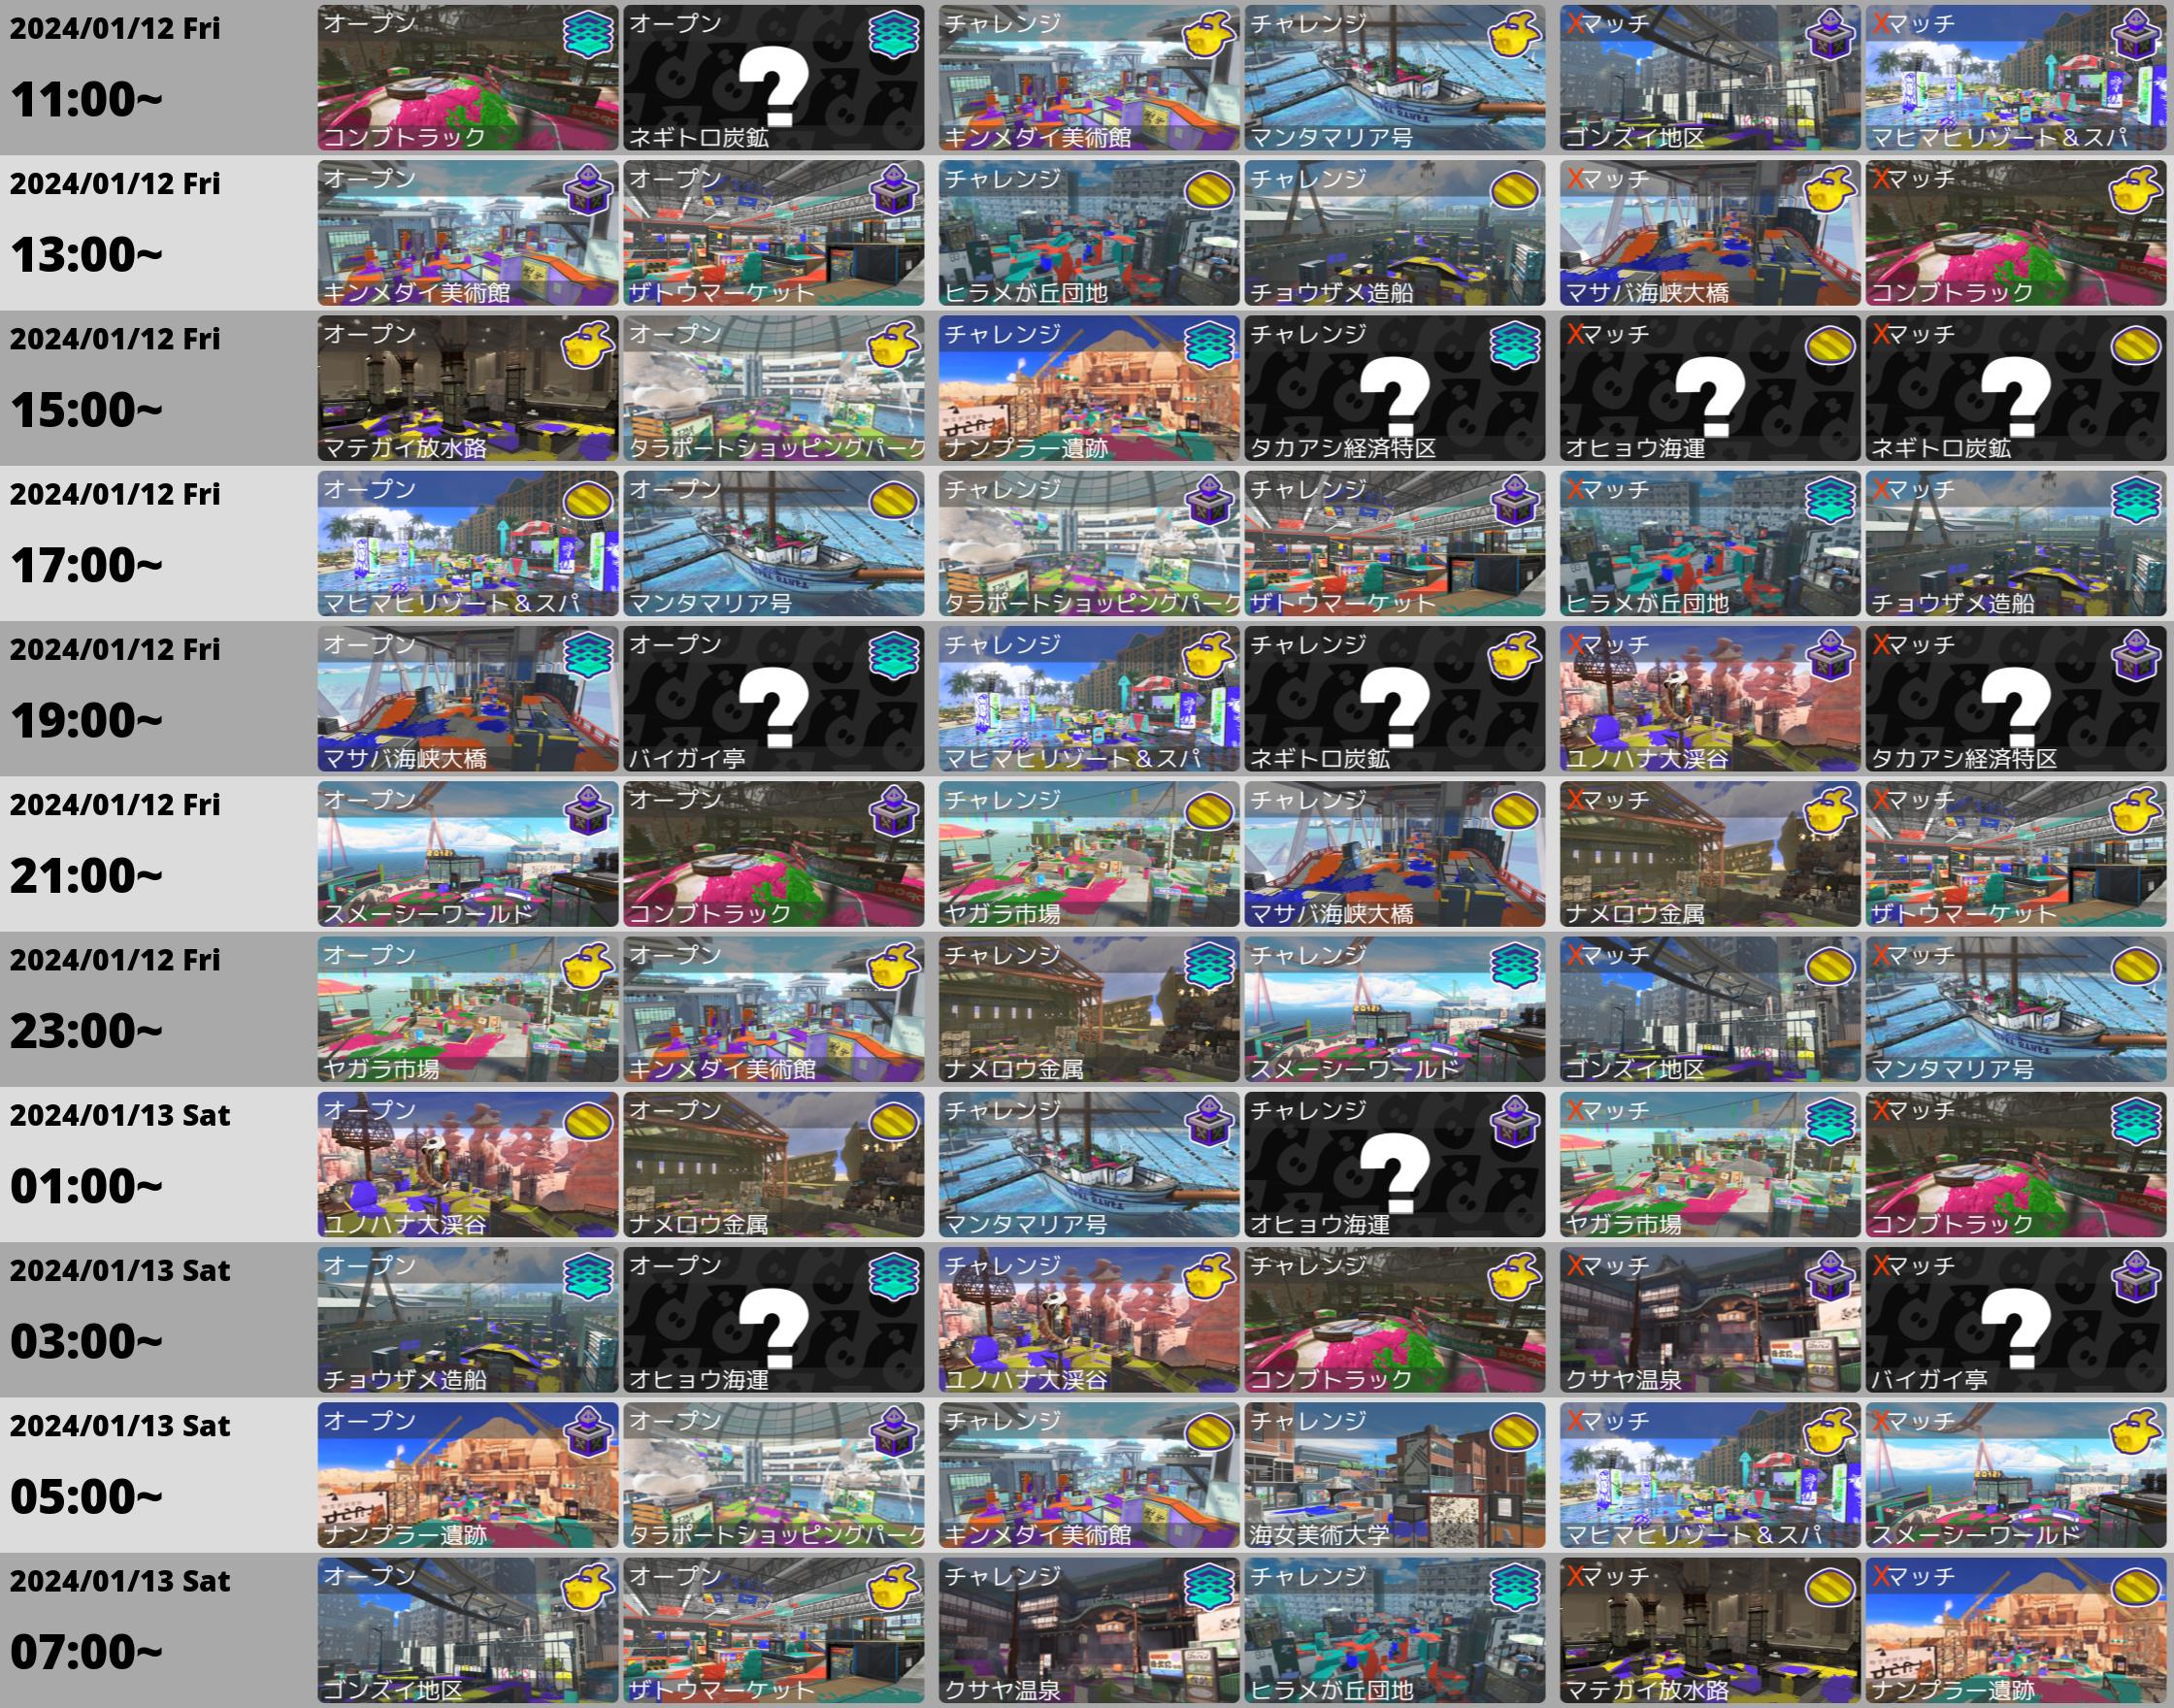 2024/01/12 Fri
11:00~
オープン
コンブトラック
オープン
ネギトロ炭鉱
チャレンジ
キンメダイ美術館
チャレンジ
マンタマリア号
Xマッチ
ゴンズイ地区
Xマッチ
マヒマヒリゾート&スパ
2024/01/12 Fri
13:00~
オープン
キンメダイ美術館
オープン
ザトウマーケット
チャレンジ
ヒラメが丘団地
チャレンジ
チョウザメ造船
Xマッチ
マサバ海峡大橋
Xマッチ
コンブトラック
2024/01/12 Fri
15:00~
オープン
マテガイ放水路
オープン
タラポートショッピングパーク
チャレンジ
ナンプラー遺跡
チャレンジ
タカアシ経済特区
Xマッチ
オヒョウ海運
Xマッチ
ネギトロ炭鉱
2024/01/12 Fri
17:00~
オープン
マヒマヒリゾート&スパ
オープン
マンタマリア号
チャレンジ
タラポートショッピングパーク
チャレンジ
ザトウマーケット
Xマッチ
ヒラメが丘団地
Xマッチ
チョウザメ造船
2024/01/12 Fri
19:00~
オープン
マサバ海峡大橋
オープン
バイガイ亭
チャレンジ
マヒマヒリゾート&スパ
チャレンジ
ネギトロ炭鉱
Xマッチ
ユノハナ大渓谷
Xマッチ
タカアシ経済特区
2024/01/12 Fri
21:00~
オープン
スメーシーワールド
オープン
コンブトラック
チャレンジ
ヤガラ市場
チャレンジ
マサバ海峡大橋
Xマッチ
ナメロウ金属
Xマッチ
ザトウマーケット
2024/01/12 Fri
23:00~
オープン
ヤガラ市場
オープン
キンメダイ美術館
チャレンジ
ナメロウ金属
チャレンジ
スメーシーワールド
Xマッチ
ゴンズイ地区
Xマッチ
マンタマリア号
2024/01/13 Sat
01:00~
オープン
ユノハナ大渓谷
オープン
ナメロウ金属
チャレンジ
マンタマリア号
チャレンジ
オヒョウ海運
Xマッチ
ヤガラ市場
Xマッチ
コンブトラック
2024/01/13 Sat
03:00~
オープン
チョウザメ造船
オープン
オヒョウ海運
チャレンジ
ユノハナ大渓谷
チャレンジ
コンブトラック
Xマッチ
クサヤ温泉
Xマッチ
バイガイ亭
2024/01/13 Sat
05:00~
オープン
ナンプラー遺跡
オープン
タラポートショッピングパーク
チャレンジ
キンメダイ美術館
チャレンジ
海女美術大学
Xマッチ
マヒマヒリゾート&スパ
Xマッチ
スメーシーワールド
2024/01/13 Sat
07:00~
オープン
ゴンズイ地区
オープン
ザトウマーケット
チャレンジ
クサヤ温泉
チャレンジ
ヒラメが丘団地
Xマッチ
マテガイ放水路
Xマッチ
ナンプラー遺跡